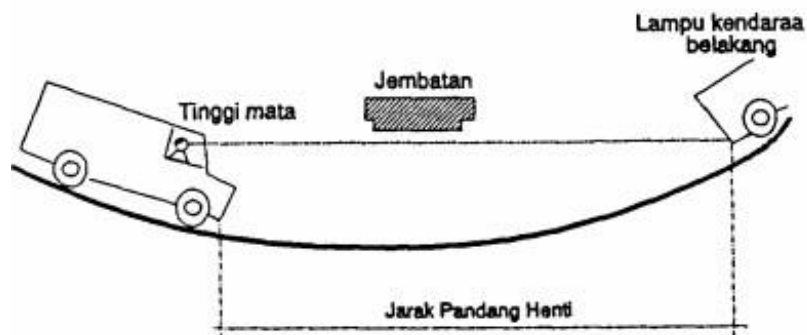 Lampu kendaraa
belakang
Jembatan
Tinggi mata
Jarak Pandang Henti